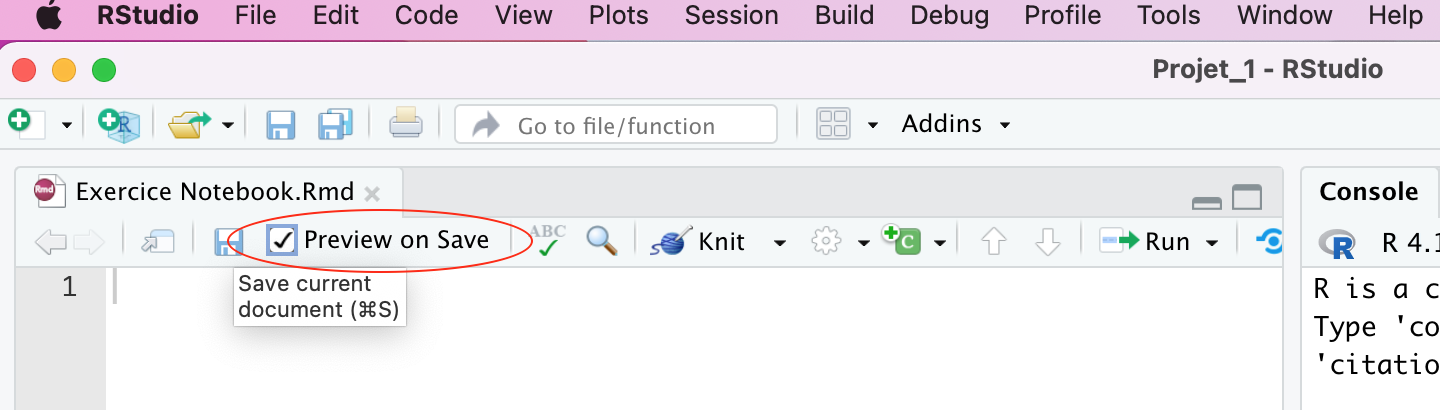 RStudio File Edit Code View Plots Session Build Debug Profile Tools Window Help
Projet_1 - RStudio
R
Go to file/function
Addins
Rmd
Exercice Notebook.Rmd
Preview on Save
ABC
Knit
C
Run
1
Save current
document (⌘S)
Console
R
R 4.1
R is a c
Type 'co
'citatio